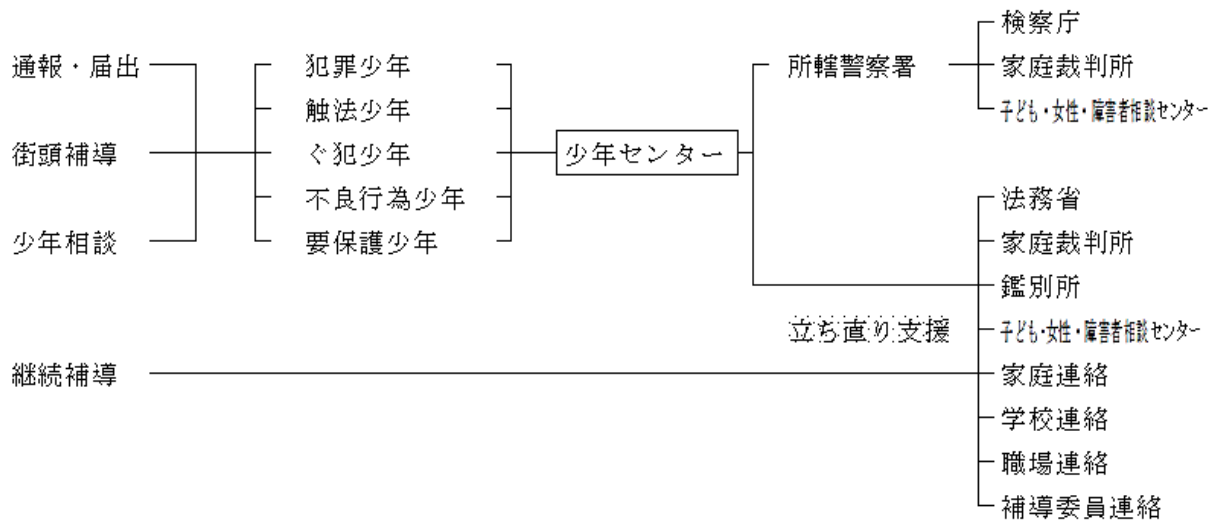 通報・届出
街頭補導
少年相談
継続補導
犯罪少年
触法少年
ぐ犯少年
不良行為少年
要保護少年
少年センター
所轄警察署
検察庁
家庭裁判所
子ども・女性・障害者相談センター
立ち直り支援
法務省
家庭裁判所
鑑別所
子ども・女性・障害者相談センター
家庭連絡
学校連絡
職場連絡
補導委員連絡